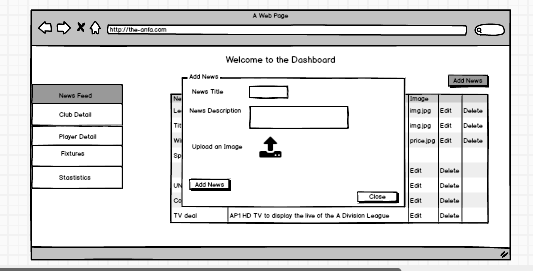 A Web Page
http://the-anfa.com
Welcome to the Dashboard
Add News
Add News
News Feed
Club Detail
Player Detail
Fixtures
Stastistics
News Title
News Description
Upload an Image
Add News
Close
Ne Image
Le img.jpg Edit Delete
Tit img.jpg Edit Delete
Wi price.jpg Edit Delete
Sp
Edit Delete
UN Edit Delete
Co Edit Delete
TV deal AP1 HD TV to display the live of the A Division League Edit Delete